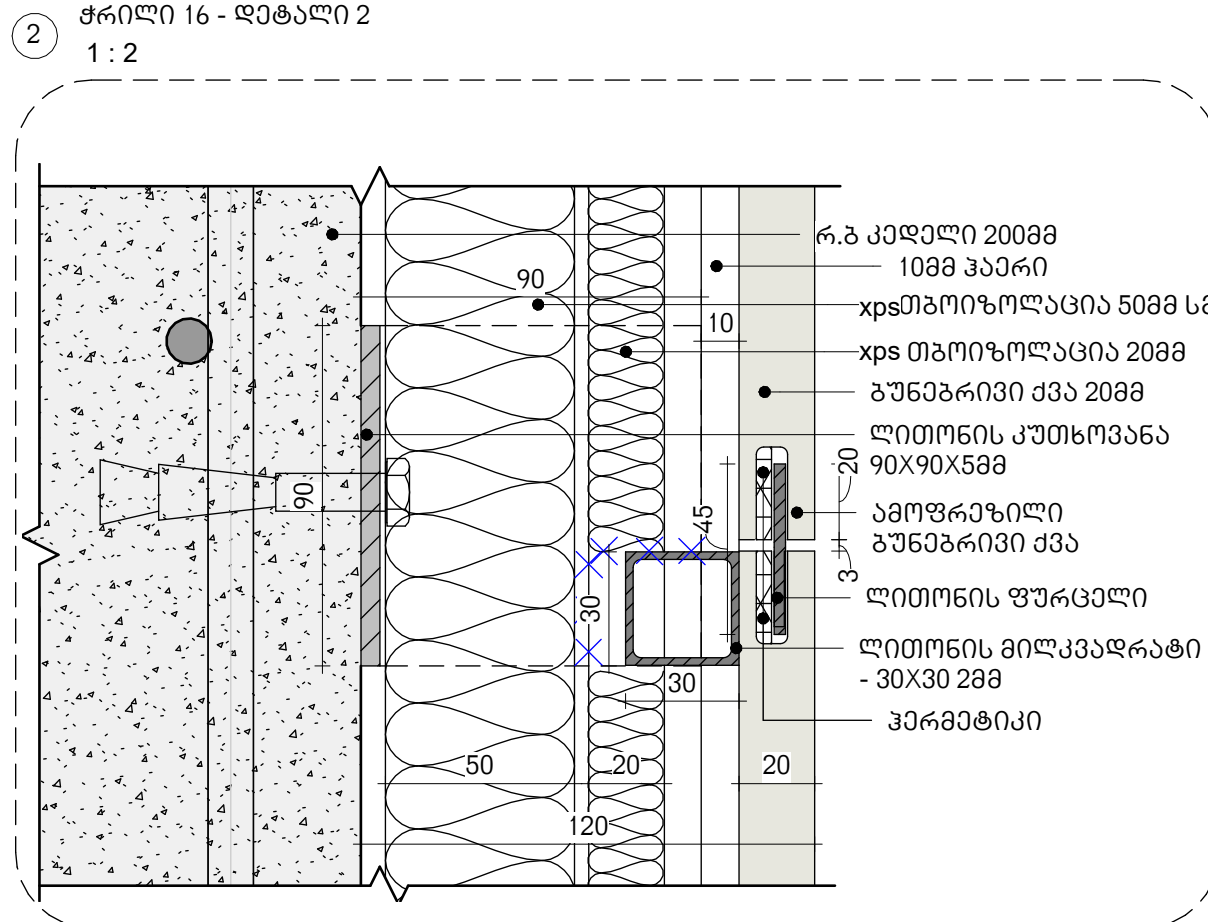 2
ჭრილი 16 - დეტალი 2
1 : 2
რ.ბ კედელი 200მმ
90
10მმ ჰაერი
xpsთბოიზოლაცია 50მმ
10
xps თბოიზოლაცია 20მმ
ბუნებრივი ქვა 20მმ
ლითონის კუთხოვანა
90X90X5მმ
20
90
45
ამოფრეზილი
ბუნებრივი ქვა
3
ლითონის ფურცელი
30
ლითონის მილკვადრატი
- 30X30 2მმ
30
ჰერმეტიკი
50
20
20
120